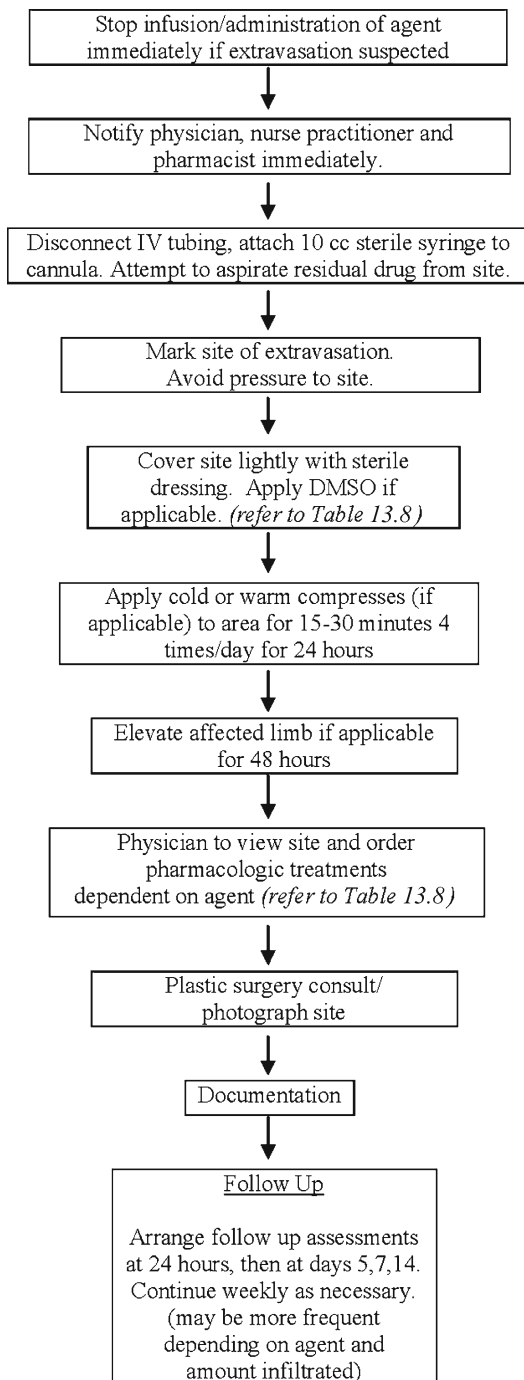 Stop infusion/administration of agent
immediately if extravasation suspected
Notify physician, nurse practitioner and
pharmacist immediately.
Disconnect IV tubing, attach 10 cc sterile syringe to
cannula. Attempt to aspirate residual drug from site.
Mark site of extravasation.
Avoid pressure to site.
Cover site lightly with sterile
dressing. Apply DMSO if
applicable. (refer to Table 13.8)
Apply cold or warm compresses (if
applicable) to area for 15-30 minutes 4
times/day for 24 hours
Elevate affected limb if applicable
for 48 hours
Physician to view site and order
pharmacologic treatments
dependent on agent (refer to Table 13.8)
Plastic surgery consult/
photograph site
Documentation
Follow Up
Arrange follow up assessments
at 24 hours, then at days 5,7,14.
Continue weekly as necessary.
(may be more frequent
depending on agent and
amount infiltrated)